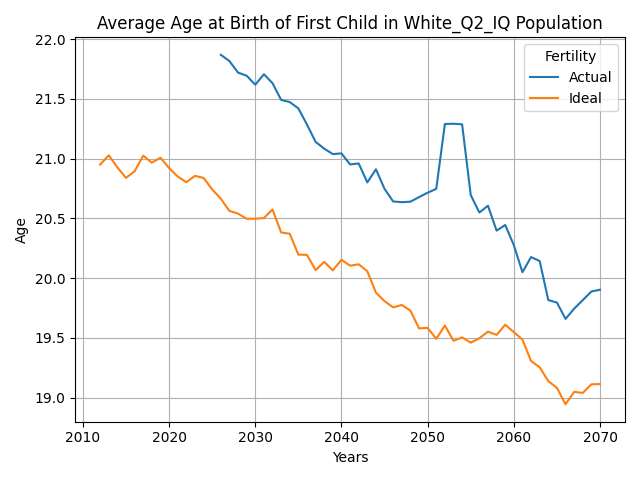 Average Age at Birth of First Child in White_Q2_IQ Population
22.0
21.5
21.0
20.5
20.0
19.5
19.0
Age
2010 2020 2030 2040 2050 2060 2070
Years
Fertility
Actual
Ideal